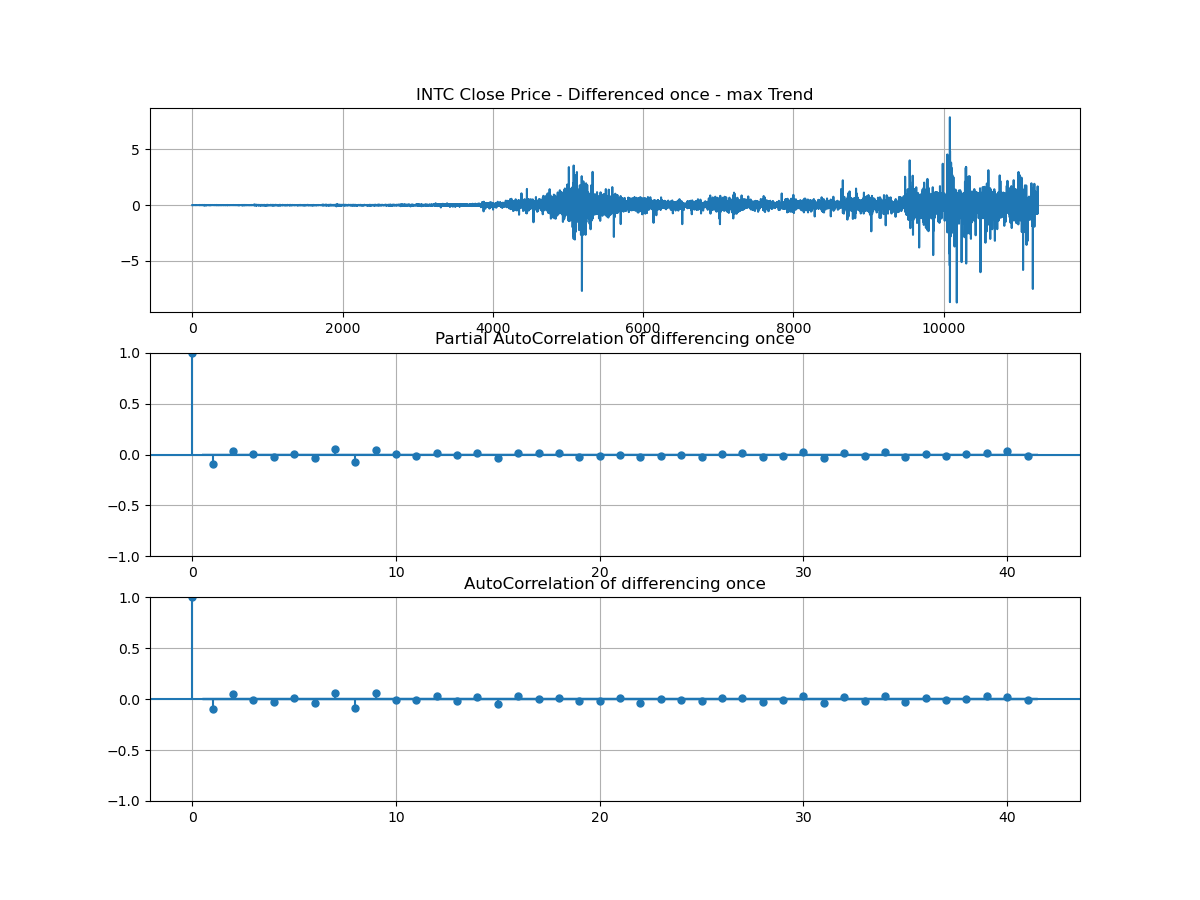 INTC Close Price - Differenced once - max Trend
5
0
−5
0 2000 4000 6000 8000 10000
Partial AutoCorrelation of differencing once
1.0
0.5
0.0
−0.5
−1.0
0 10 20 30 40
AutoCorrelation of differencing once
1.0
0.5
0.0
−0.5
−1.0
0 10 20 30 40